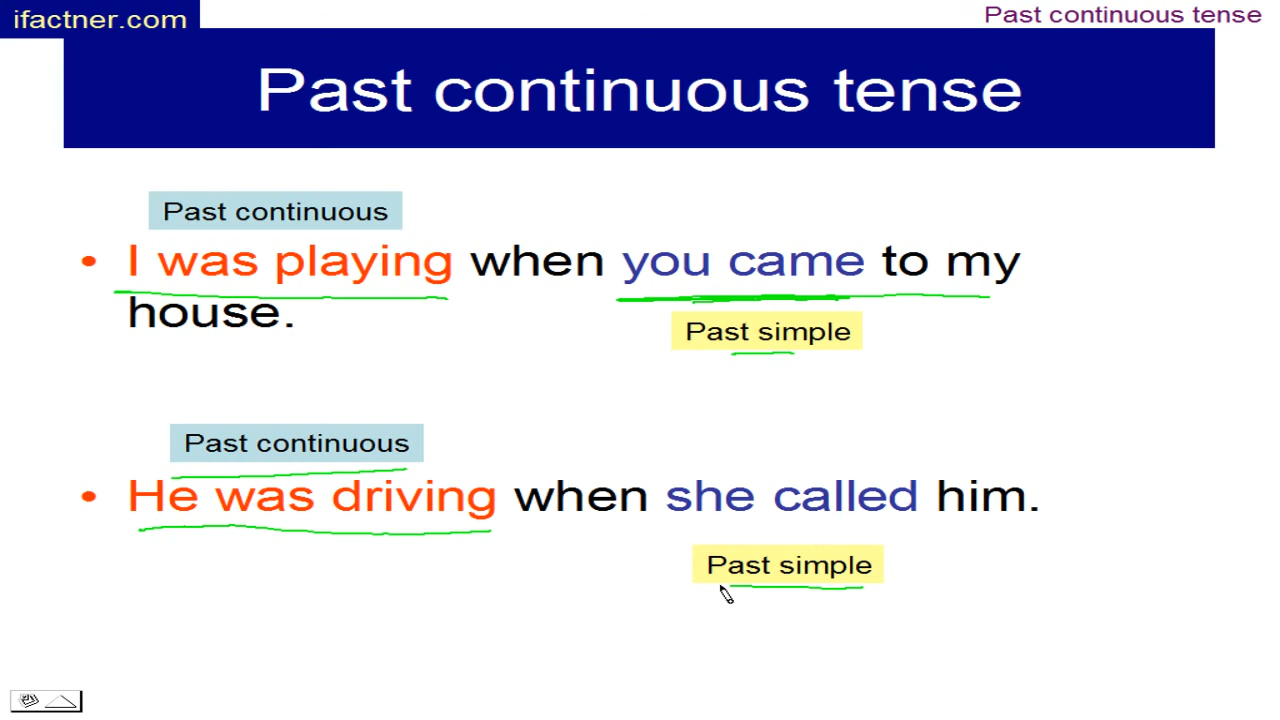 ifactner.com
Past continuous tense
Past continuous tense
Past continuous
• I was playing when you came to my
house.
Past simple
Past continuous
• He was driving when she called him.
Past simple